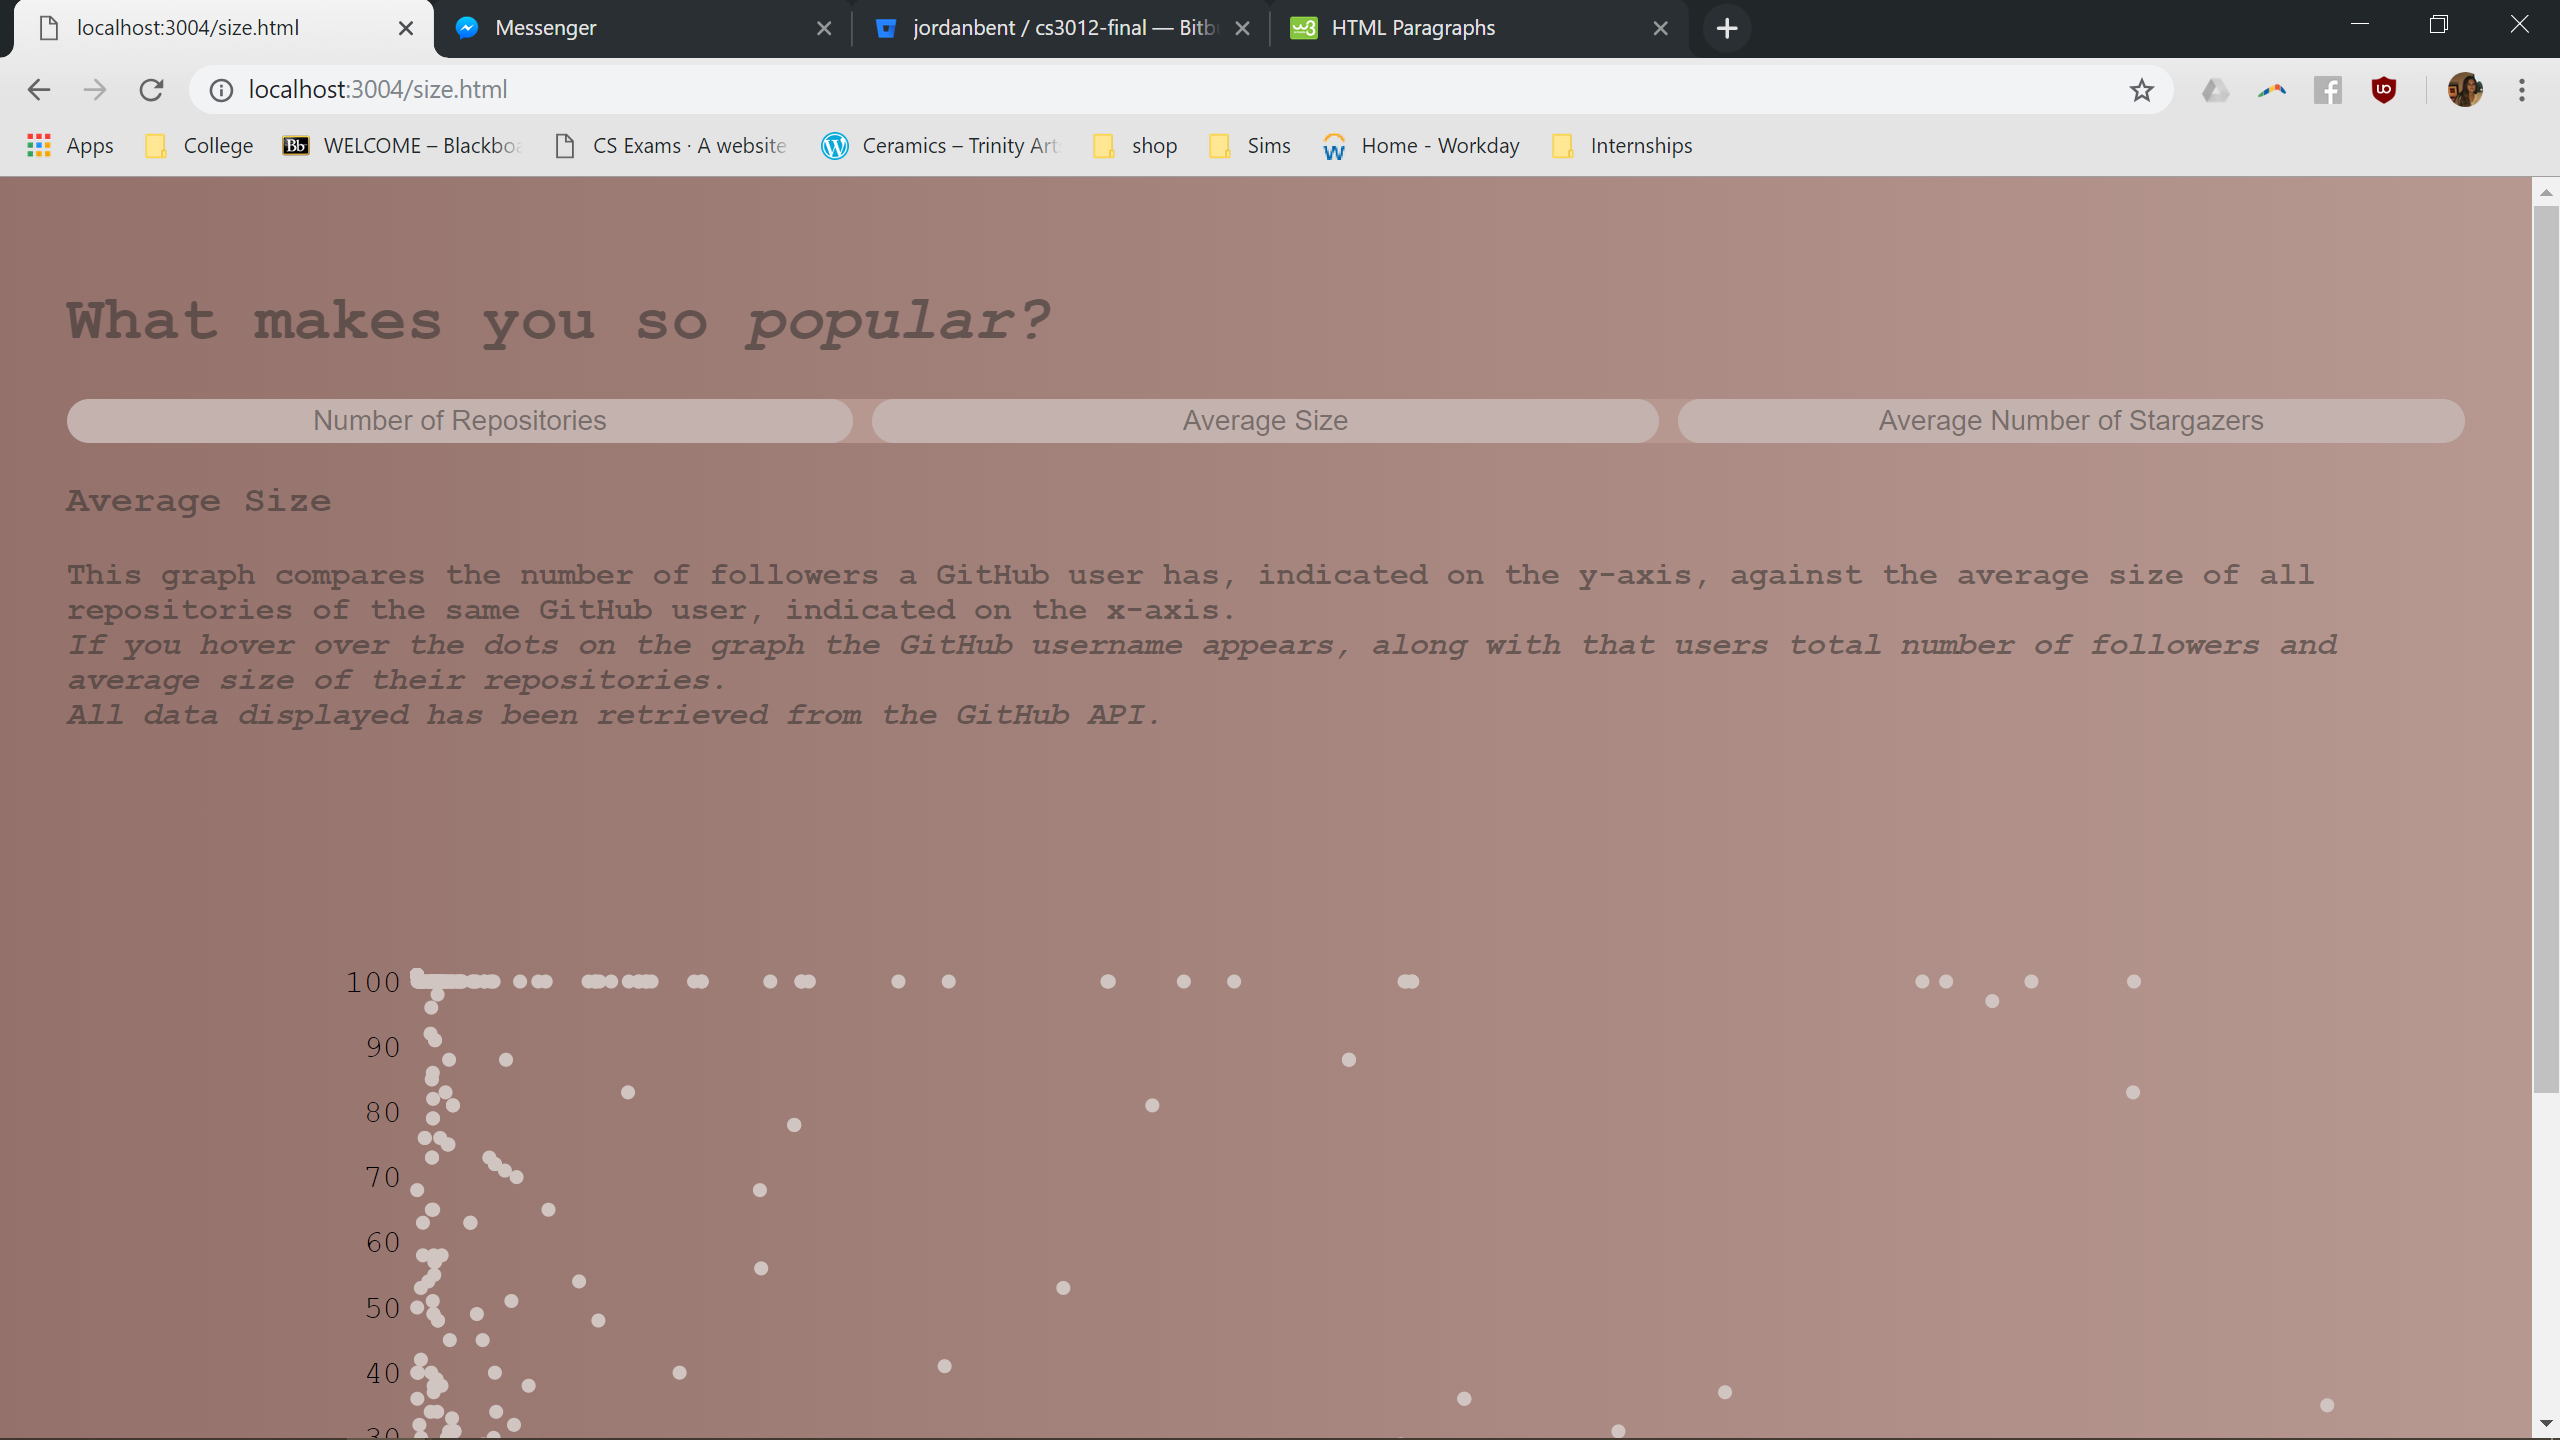 localhost:3004/size.html
Messenger
jordanbent / cs3012-final — Bitb
HTML Paragraphs
localhost:3004/size.html
Apps
College
Bb
WELCOME – Blackboa
CS Exams · A website
Ceramics – Trinity Art
shop
Sims
Home - Workday
Internships
What makes you so popular?
Number of Repositories
Average Size
Average Number of Stargazers
Average Size
This graph compares the number of followers a GitHub user has, indicated on the y-axis, against the average size of all
repositories of the same GitHub user, indicated on the x-axis.
If you hover over the dots on the graph the GitHub username appears, along with that users total number of followers and
average size of their repositories.
All data displayed has been retrieved from the GitHub API.
100
90
80
70
60
50
40
30